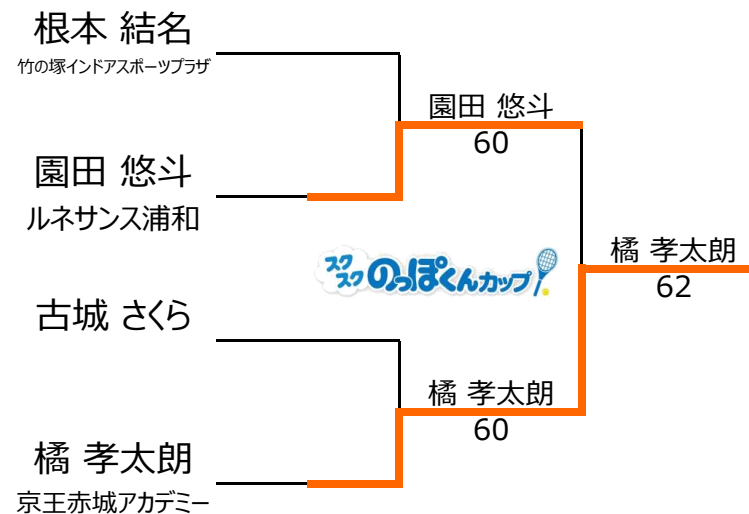 根本 結名
竹の塚インドアスポーツプラザ
園田 悠斗
60
園田 悠斗
ルネサンス浦和
橘 孝太朗
62
スクスク のっぽくんカップ
古城 さくら
橘 孝太朗
60
橘 孝太朗
京王赤城アカデミー